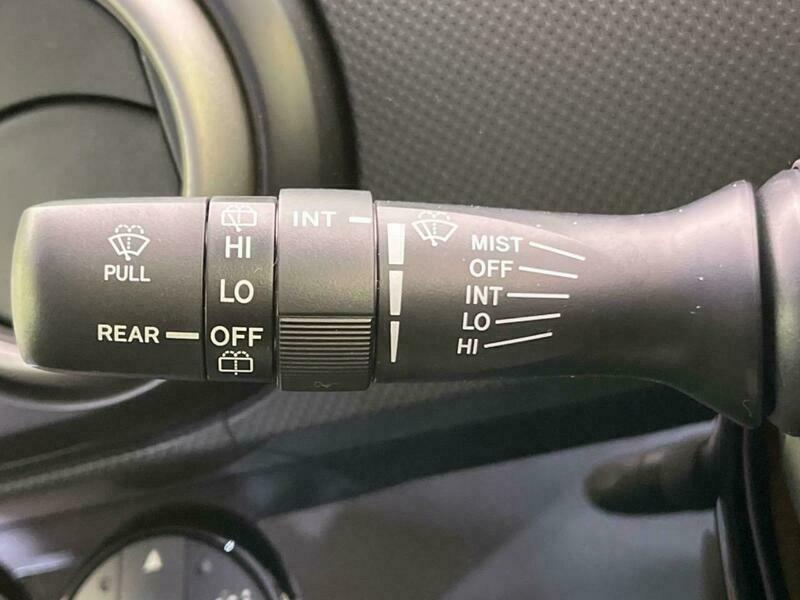 PULL
REAR
HI
LO
OFF
INT
MIST
OFF
INT
LO
HI